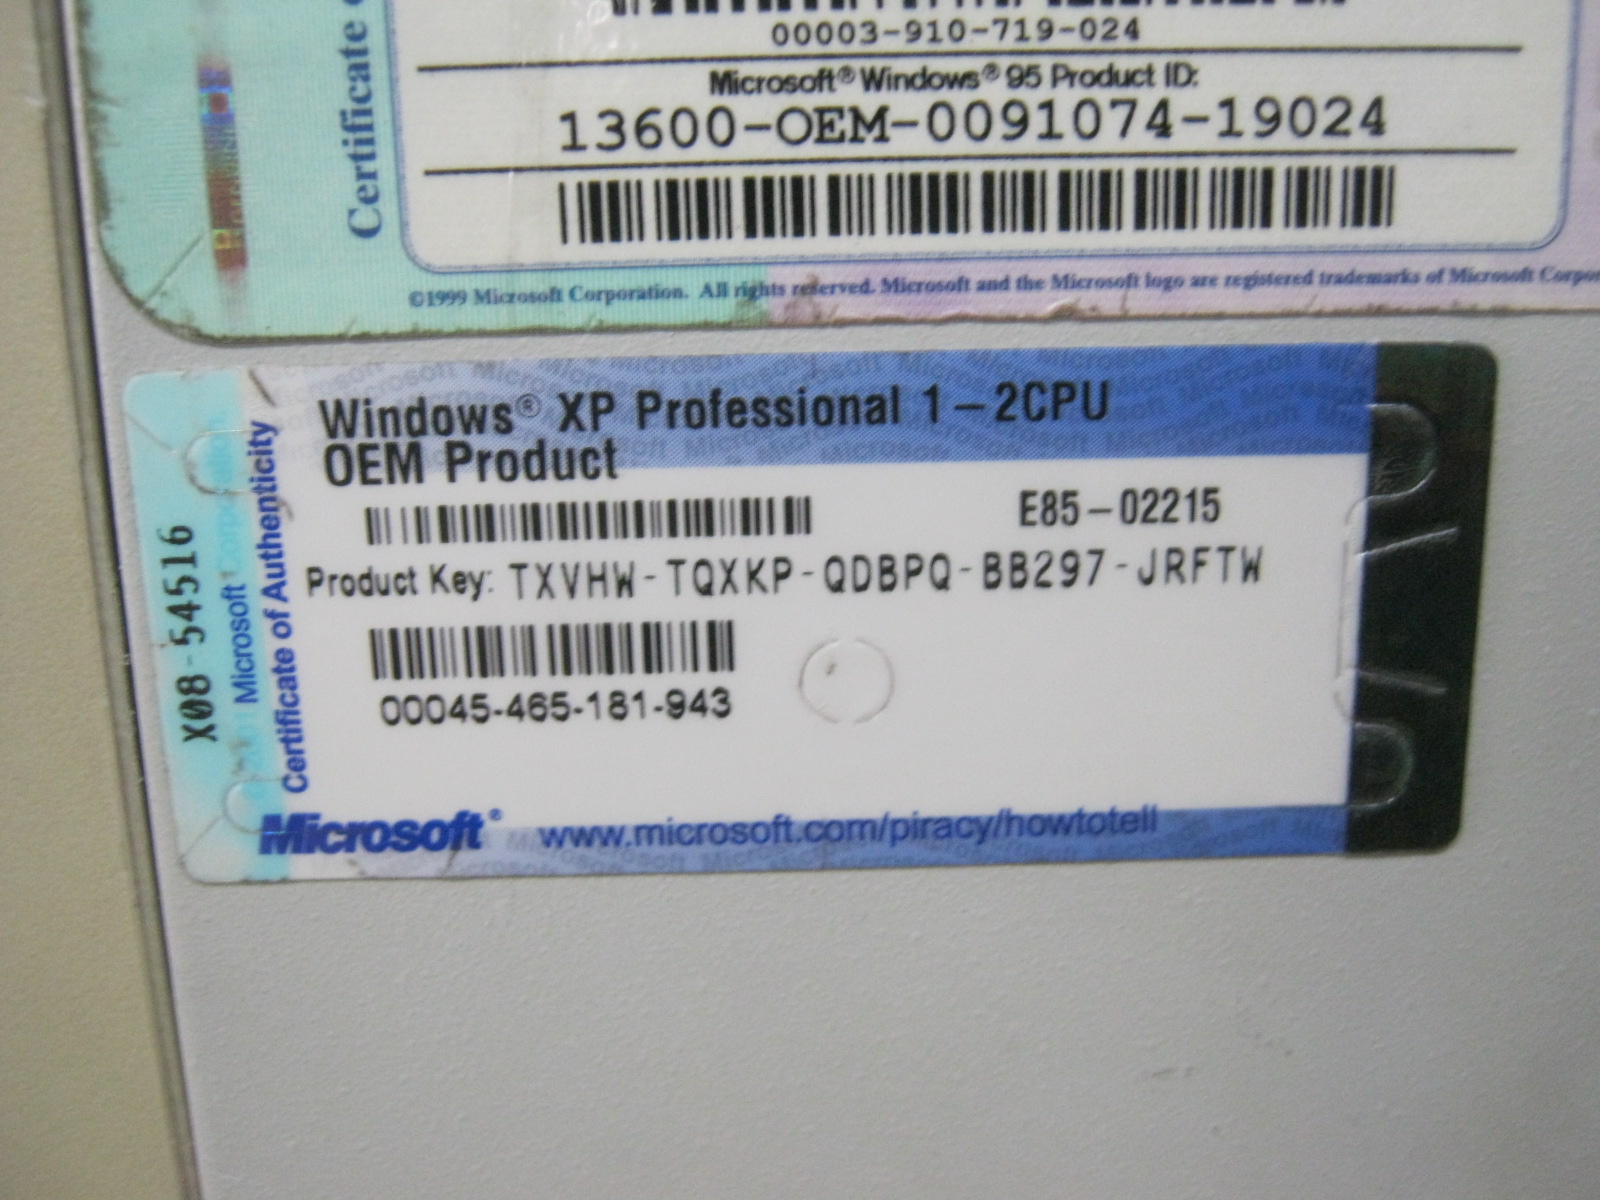 00003-910-719-024
Microsoft® Windows® 95 Product ID:
13600-OEM-0091074-19024
Certificate
©1999 Microsoft Corporation. All rights reserved. Microsoft and the Microsoft logo are registered trademarks of Microsoft
Windows® XP Professional 1-2CPU
OEM Product
E85-02215
Product Key: TXVHW-TQXKP-QDBPQ-BB297-JRFTW
00045-465-181-943
X08-54516
Microsoft Corporation
Certificate of Authenticity
Microsoft® www.microsoft.com/piracy/howtotell